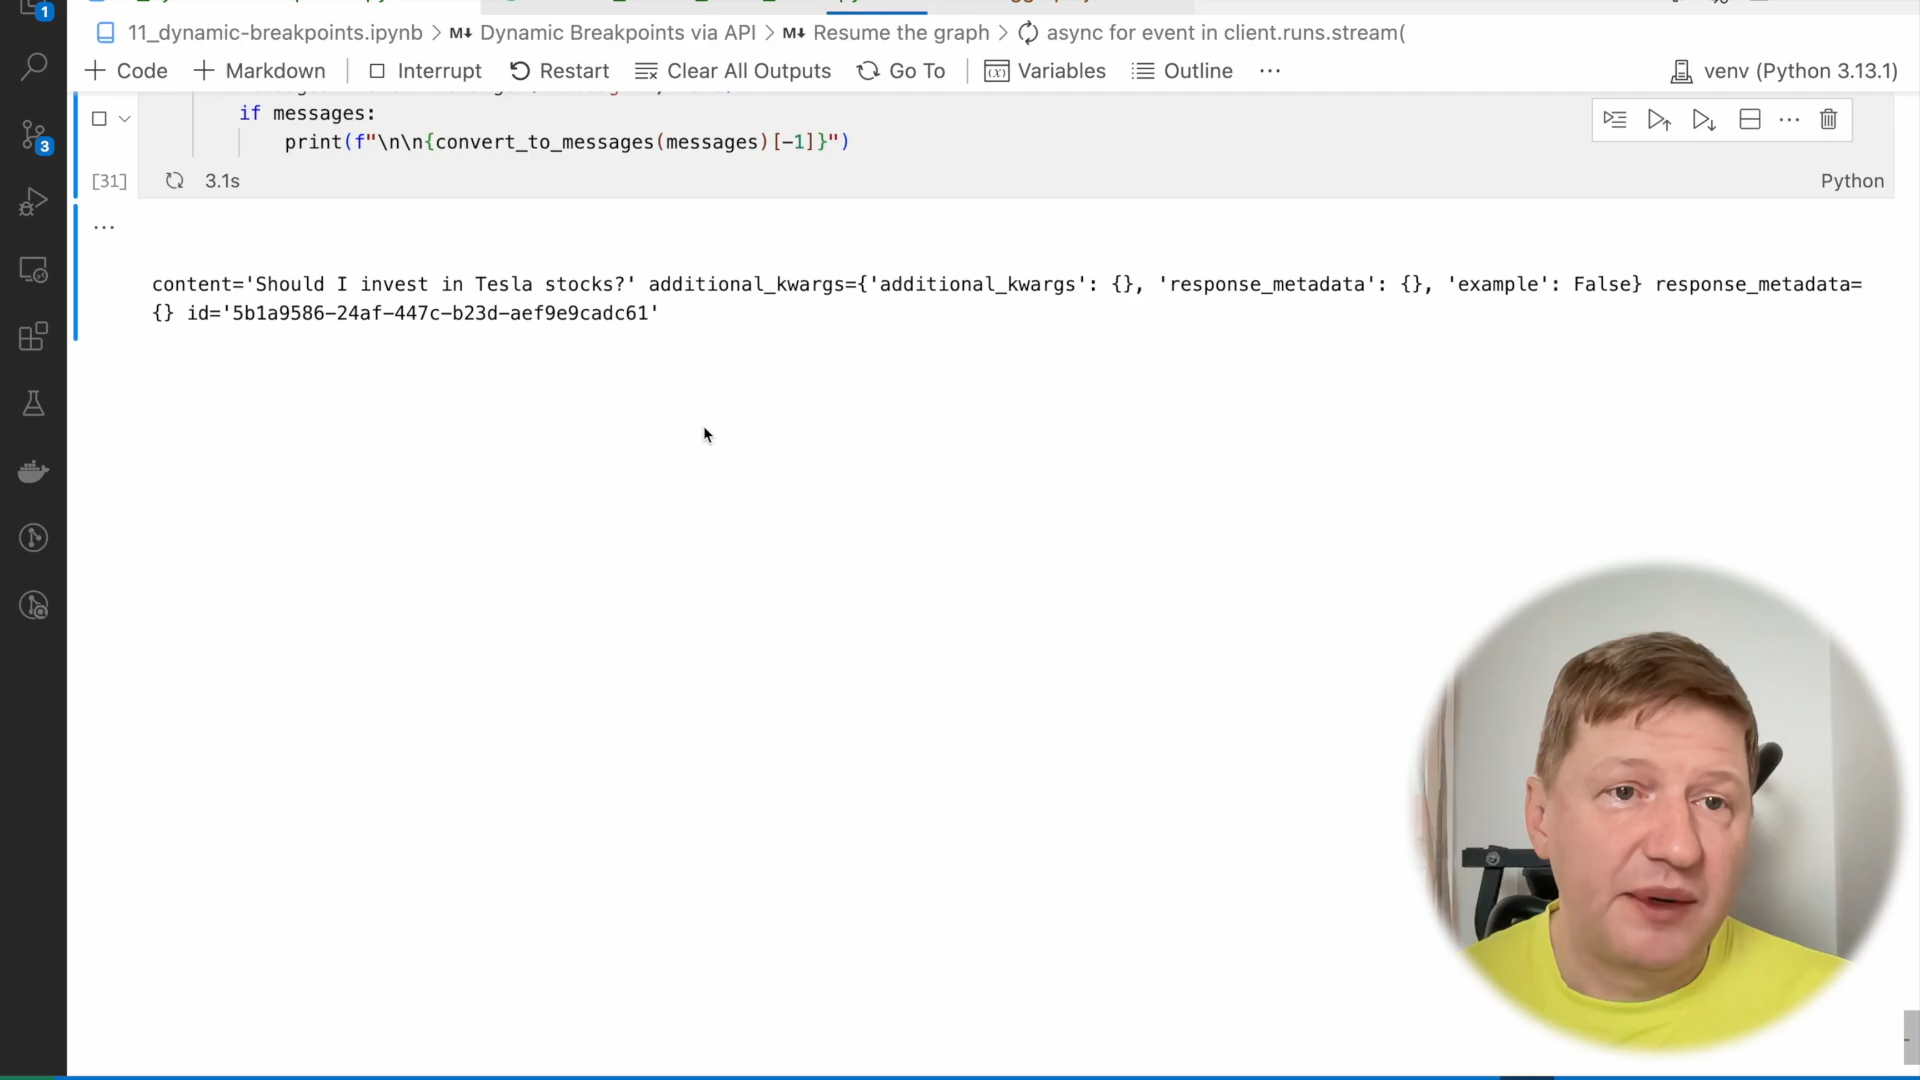 1
11_dynamic-breakpoints.ipynb > M↓ Dynamic Breakpoints via API > M↓ Resume the graph > async for event in client.runs.stream(
+ Code + Markdown Interrupt Restart Clear All Outputs Go To Variables Outline ··· venv (Python 3.13.1)
if messages:
3
print(f"\n\n{convert_to_messages(messages)[-1]}")
[31] 3.1s Python
...
content='Should I invest in Tesla stocks?' additional_kwargs={'additional_kwargs': {}, 'response_metadata': {}, 'example': False} response_metadata=
{} id='5b1a9586-24af-447c-b23d-aef9e9cadc61'